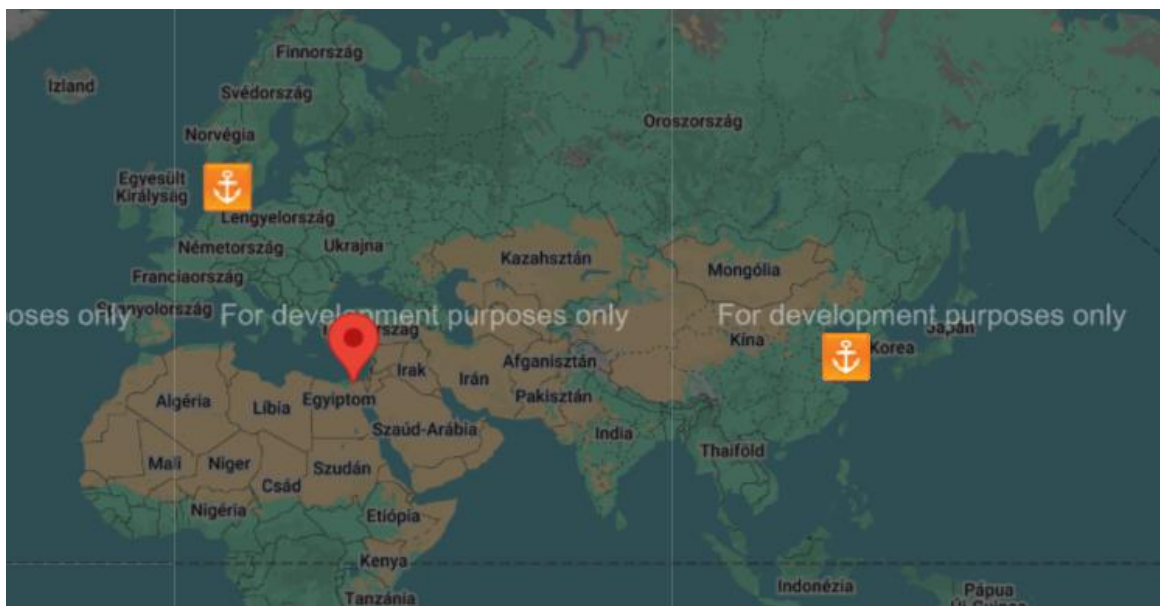 Finnország
Izland
Svédország
Oroszország
Norvégia
Egyesült
Királyság
Lengyelország
Németország
Ukrajna
Kazahsztán
Mongólia
Franciaország
Spanyolország
oses only
For development purposes only
For development purposes only
Japán
Kína
Korea
Afganisztán
Irak
Irán
Algéria
Líbia
Egyiptom
Pakisztán
Szaúd-Arábia
India
Thaiföld
Mali
Niger
Szudán
Csád
Nigéria
Etiópia
Kenya
Indonézia
Tanzánia
Pápua